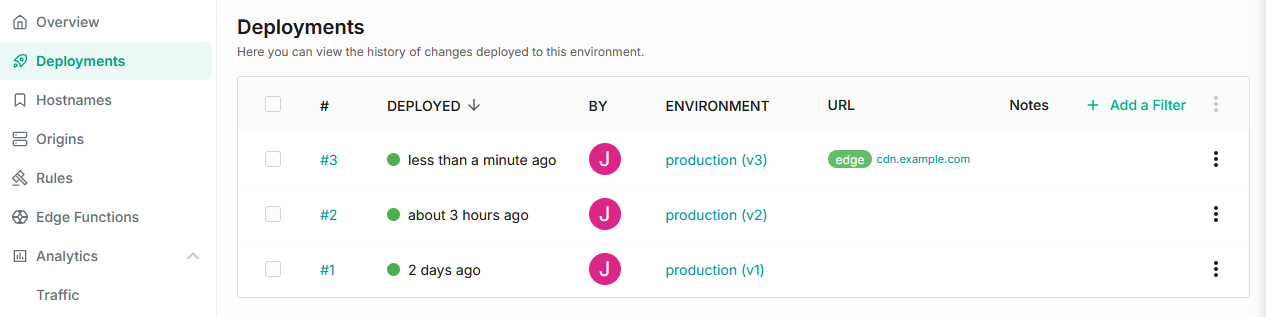 Overview
Deployments
Hostnames
Origins
Rules
Edge Functions
Analytics
Traffic
Deployments
Here you can view the history of changes deployed to this environment.
# DEPLOYED BY ENVIRONMENT URL Notes + Add a Filter
#3 less than a minute ago J production (v3) edge cdn.example.com
#2 about 3 hours ago J production (v2)
#1 2 days ago J production (v1)